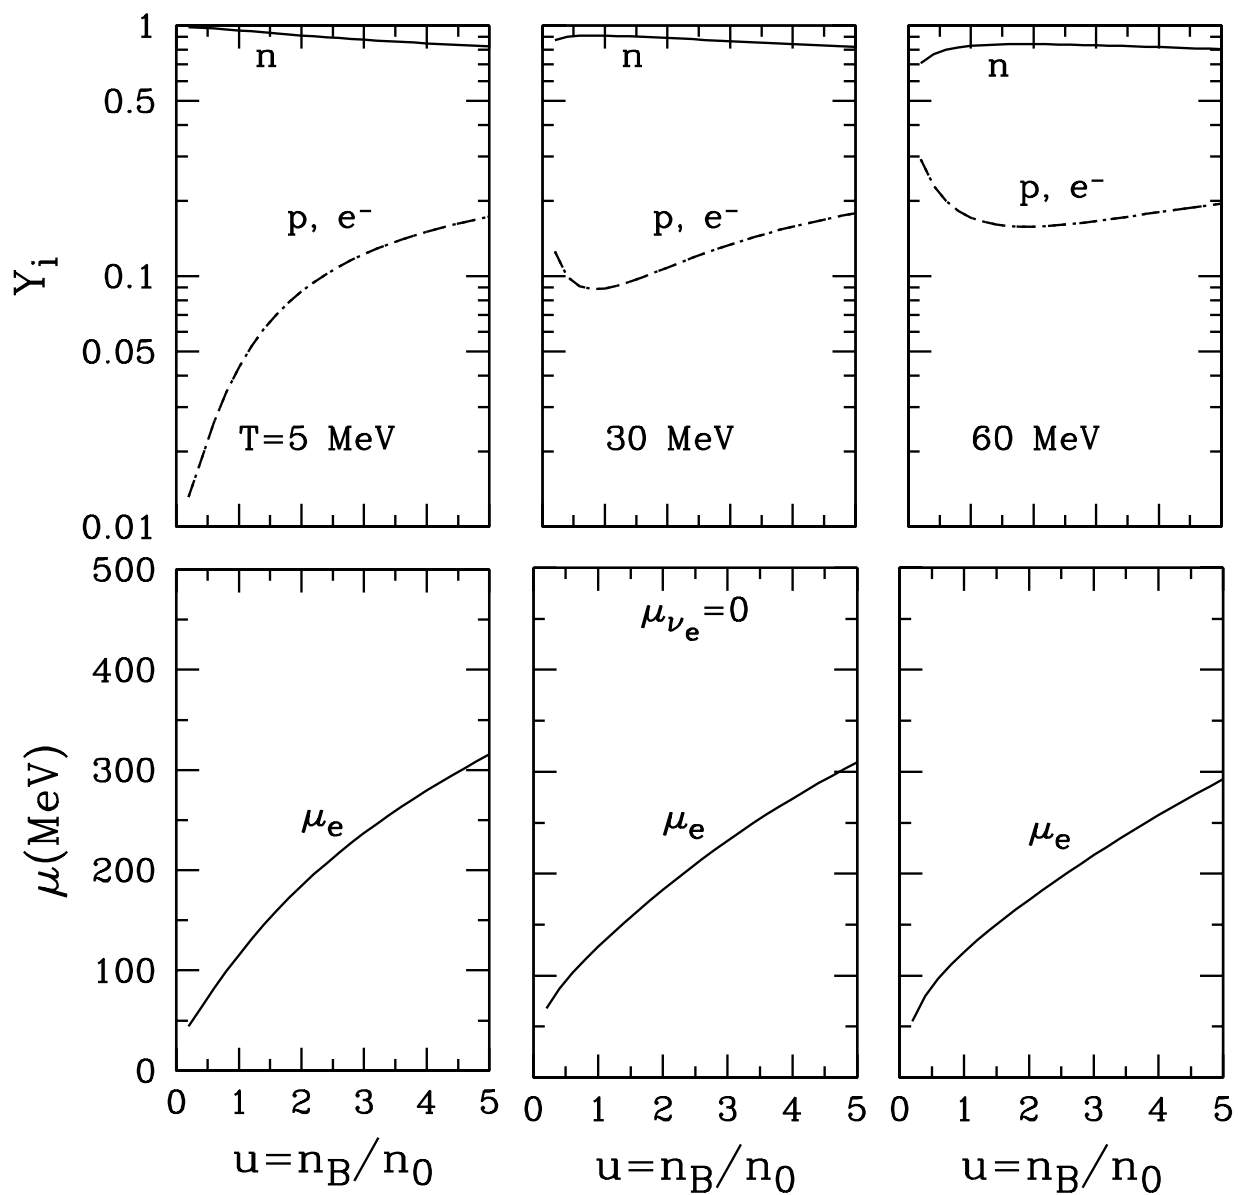 1
0.5
0.1
0.05
0.01
Y_i
n
p, e⁻
T=5 MeV
n
p, e⁻
30 MeV
n
p, e⁻
60 MeV
500
400
300
200
100
0
μ(MeV)
μ_e
μ_{ν_e}=0
μ_e
μ_e
0 1 2 3 4 5
0 1 2 3 4 5
0 1 2 3 4 5
u=n_B/n_0
u=n_B/n_0
u=n_B/n_0